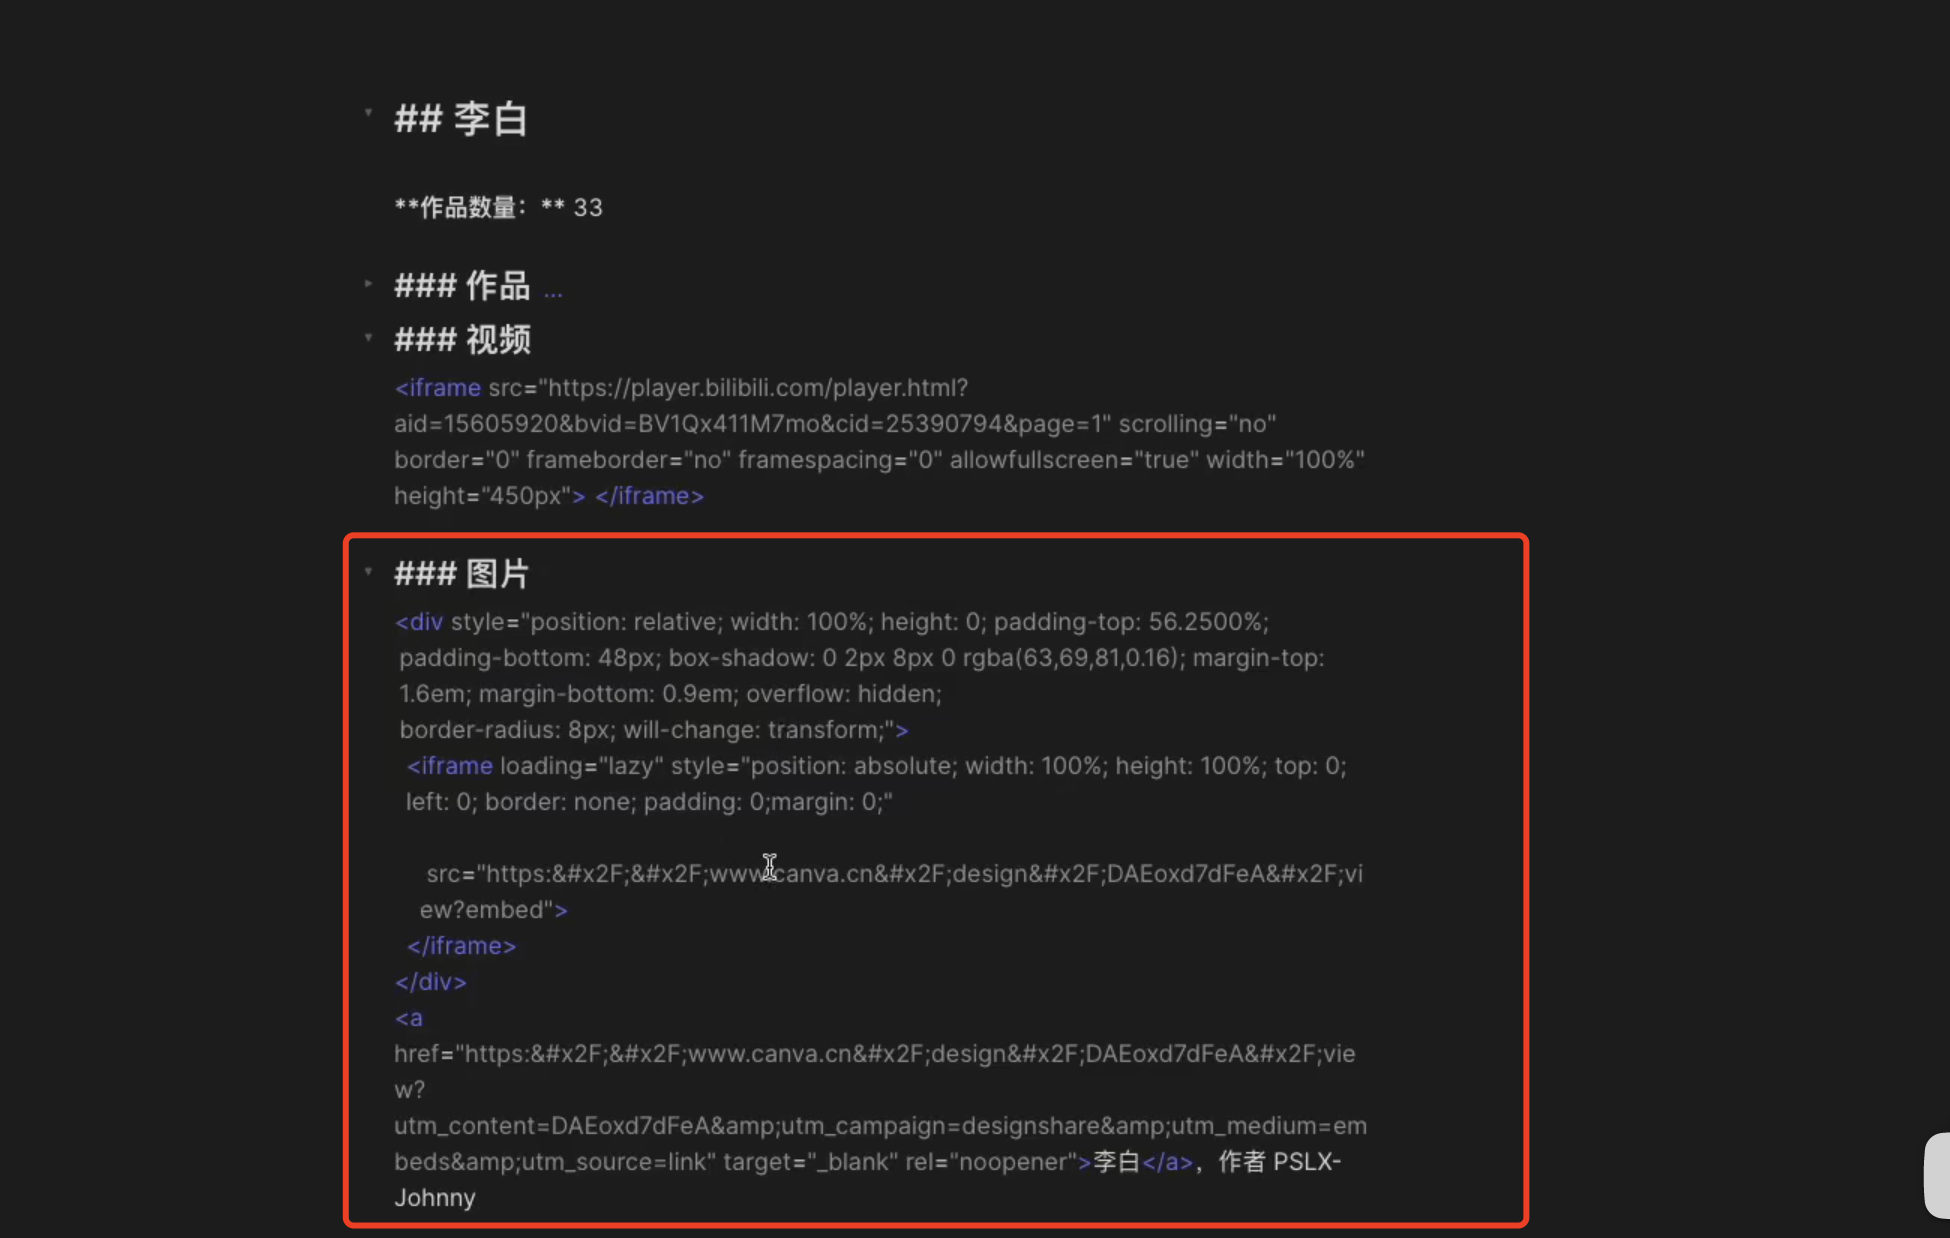 ## 李白
**作品数量：** 33
### 作品 ...
### 视频
<iframe src="https://player.bilibili.com/player.html?
aid=15605920&bvid=BV1Qx411M7mo&cid=25390794&page=1" scrolling="no"
border="0" frameborder="no" framespacing="0" allowfullscreen="true" width="100%"
height="450px"> </iframe>
### 图片
<div style="position: relative; width: 100%; height: 0; padding-top: 56.2500%;
padding-bottom: 48px; box-shadow: 0 2px 8px 0 rgba(63,69,81,0.16); margin-top:
1.6em; margin-bottom: 0.9em; overflow: hidden;
border-radius: 8px; will-change: transform;">
<iframe loading="lazy" style="position: absolute; width: 100%; height: 100%; top: 0;
left: 0; border: none; padding: 0;margin: 0;"
src="https:&#x2F;&#x2F;www.canva.cn&#x2F;design&#x2F;DAEoxd7dFeA&#x2F;vi
ew?embed">
</iframe>
</div>
<a
href="https:&#x2F;&#x2F;www.canva.cn&#x2F;design&#x2F;DAEoxd7dFeA&#x2F;vie
w?
utm_content=DAEoxd7dFeA&amp;utm_campaign=designshare&amp;utm_medium=em
beds&amp;utm_source=link" target="_blank" rel="noopener">李白</a>，作者 PSLX-
Johnny